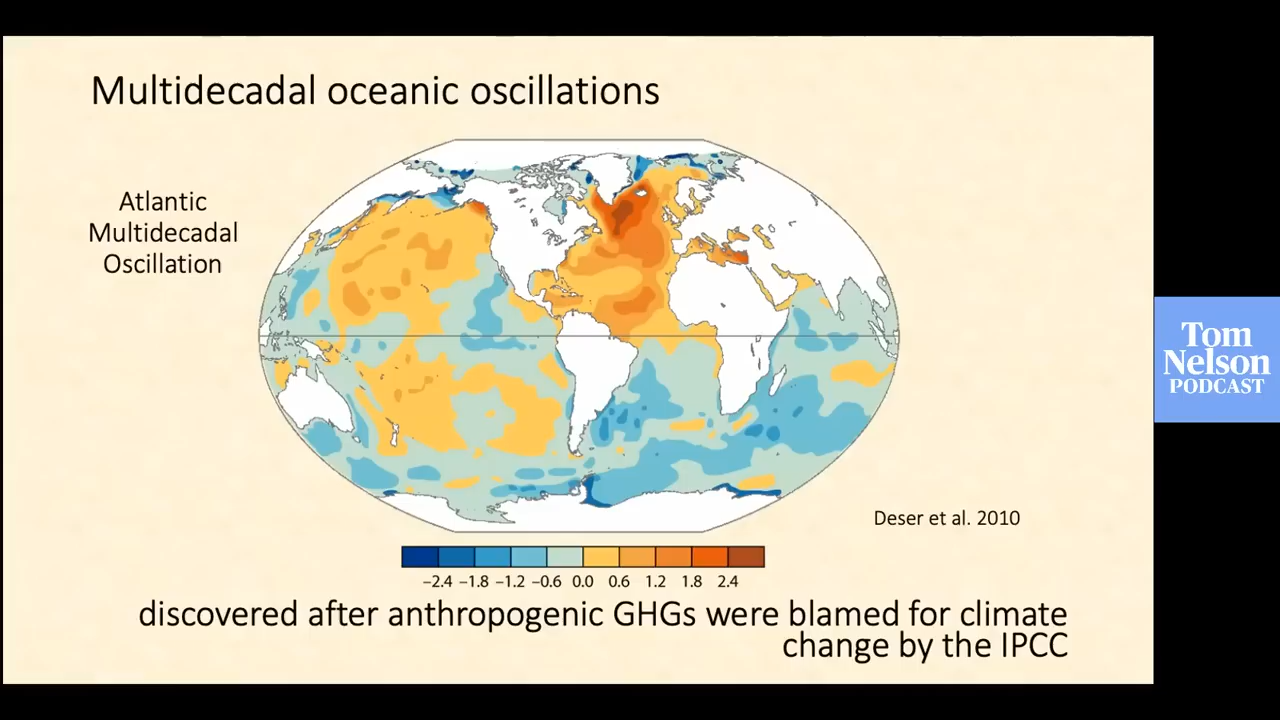 Multidecadal oceanic oscillations
Atlantic
Multidecadal
Oscillation
Tom
Nelson
PODCAST
Deser et al. 2010
−2.4 −1.8 −1.2 −0.6 0.0 0.6 1.2 1.8 2.4
discovered after anthropogenic GHGs were blamed for climate
change by the IPCC